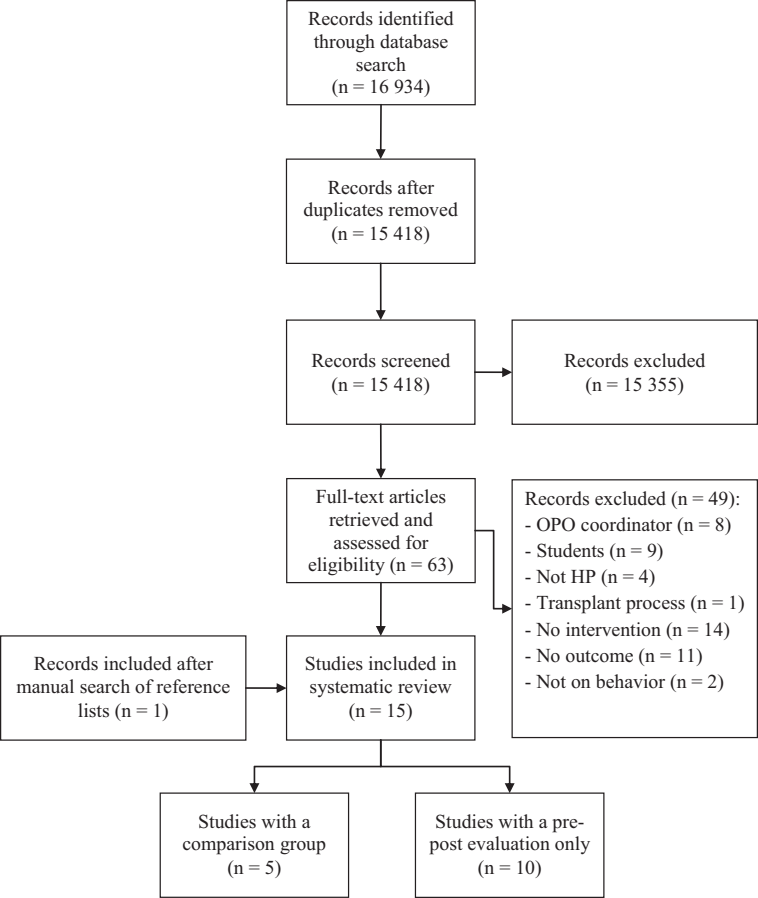 Records identified
through database
search
(n = 16 934)
Records after
duplicates removed
(n = 15 418)
Records screened
(n = 15 418)
Records excluded
(n = 15 355)
Full-text articles
retrieved and
assessed for
eligibility (n = 63)
Records excluded (n = 49):
- OPO coordinator (n = 8)
- Students (n = 9)
- Not HP (n = 4)
- Transplant process (n = 1)
- No intervention (n = 14)
- No outcome (n = 11)
- Not on behavior (n = 2)
Records included after
manual search of reference
lists (n = 1)
Studies included in
systematic review
(n = 15)
Studies with a
comparison group
(n = 5)
Studies with a pre-
post evaluation only
(n = 10)